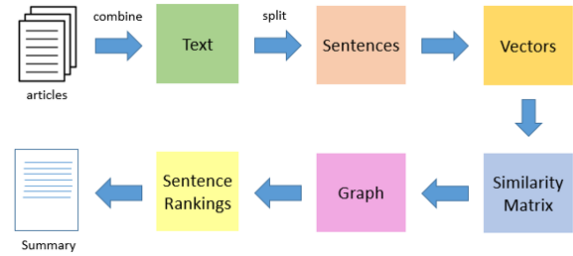 combine
split
Text
Sentences
Vectors
articles
Similarity
Matrix
Graph
Sentence
Rankings
Summary